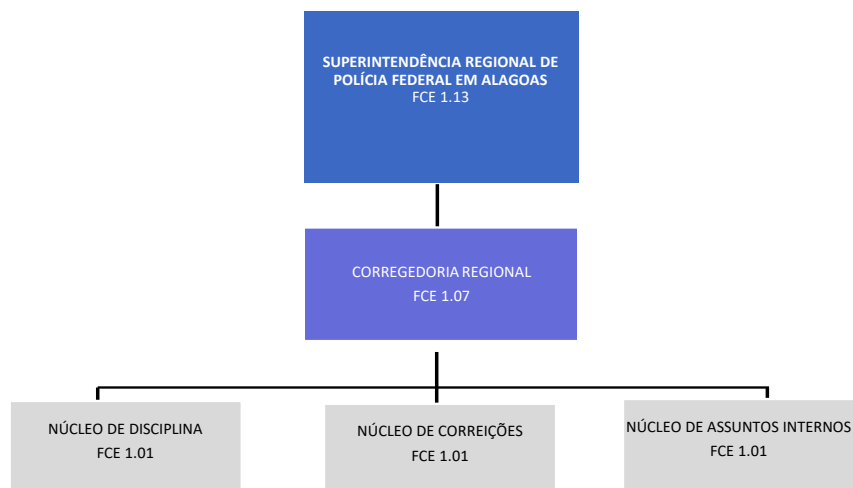 SUPERINTENDÊNCIA REGIONAL DE
POLÍCIA FEDERAL EM ALAGOAS
FCE 1.13
CORREGEDORIA REGIONAL
FCE 1.07
NÚCLEO DE DISCIPLINA
FCE 1.01
NÚCLEO DE CORREIÇÕES
FCE 1.01
NÚCLEO DE ASSUNTOS INTERNOS
FCE 1.01